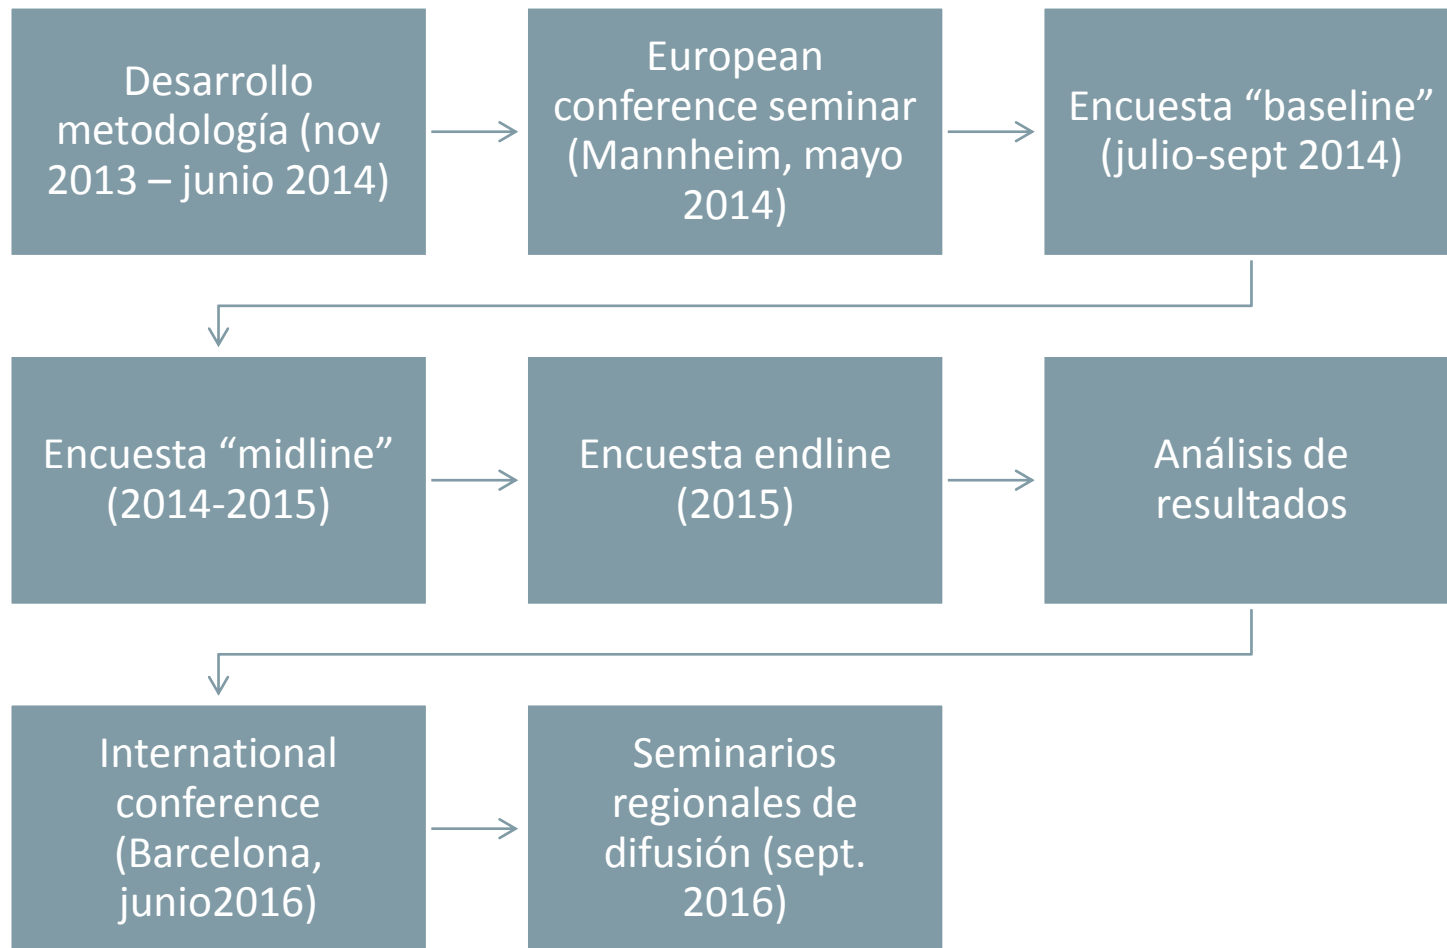 Desarrollo
metodología (nov
2013 – junio 2014)
European
conference seminar
(Mannheim, mayo
2014)
Encuesta “baseline”
(julio-sept 2014)
Encuesta “midline”
(2014-2015)
Encuesta endline
(2015)
Análisis de
resultados
International
conference
(Barcelona,
junio2016)
Seminarios
regionales de
difusión (sept.
2016)